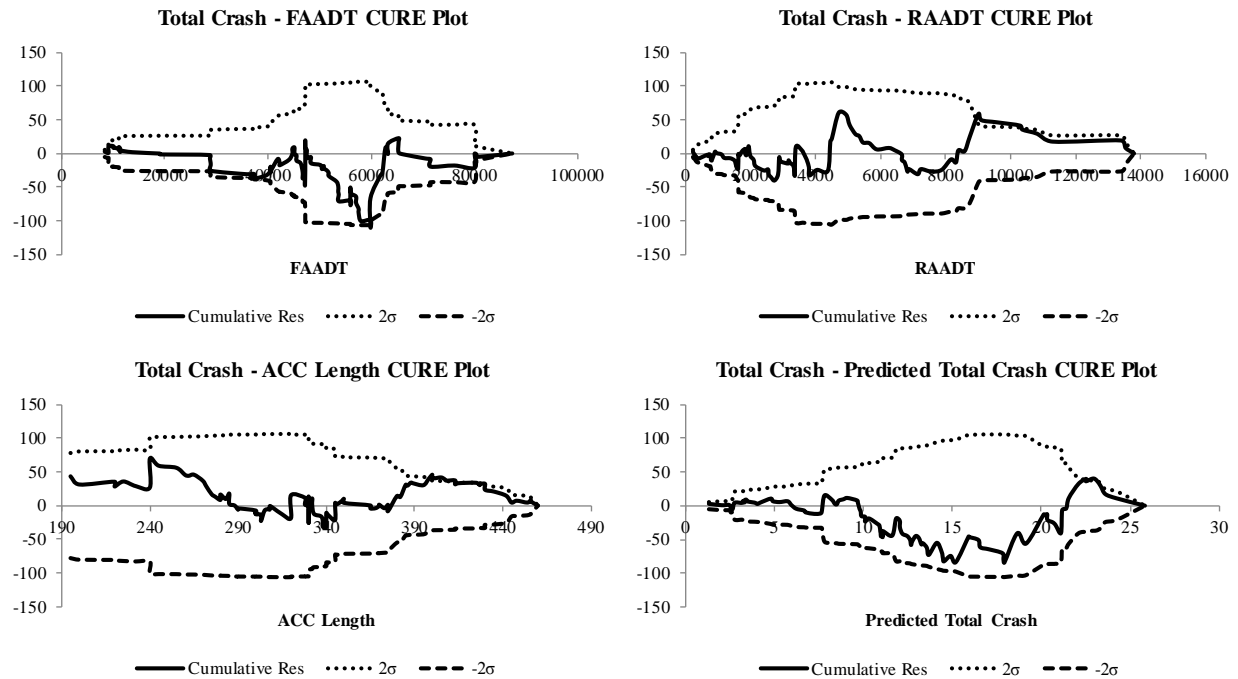 Total Crash - FAADT CURE Plot
150
100
50
0
-50
-100
-150
0 20000 40000 60000 80000 100000
FAADT
Cumulative Res 2σ -2σ
Total Crash - RAADT CURE Plot
150
100
50
0
-50
-100
-150
0 2000 4000 6000 8000 10000 12000 14000 16000
RAADT
Cumulative Res 2σ -2σ
Total Crash - ACC Length CURE Plot
150
100
50
0
-50
-100
-150
190 240 290 340 390 440 490
ACC Length
Cumulative Res 2σ -2σ
Total Crash - Predicted Total Crash CURE Plot
150
100
50
0
-50
-100
-150
0 5 10 15 20 25 30
Predicted Total Crash
Cumulative Res 2σ -2σ